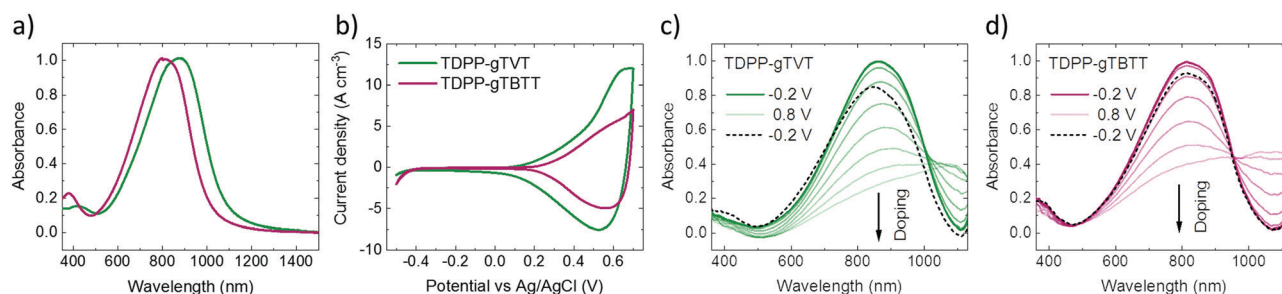 a)
Absorbance
1.0
0.8
0.6
0.4
0.2
0.0
400 600 800 1000 1200 1400
Wavelength (nm)
b)
Current density (A cm⁻³)
15
10
5
0
-5
-10
TDPP-gTVT
TDPP-gTBTT
-0.6 -0.4 -0.2 0.0 0.2 0.4 0.6 0.8
Potential vs Ag/AgCl (V)
c)
Absorbance
1.0
0.8
0.6
0.4
0.2
0.0
TDPP-gTVT
-0.2 V
0.8 V
-0.2 V
Doping
400 600 800 1000
Wavelength (nm)
d)
Absorbance
1.0
0.8
0.6
0.4
0.2
0.0
TDPP-gTBTT
-0.2 V
0.8 V
-0.2 V
Doping
400 600 800 1000
Wavelength (nm)